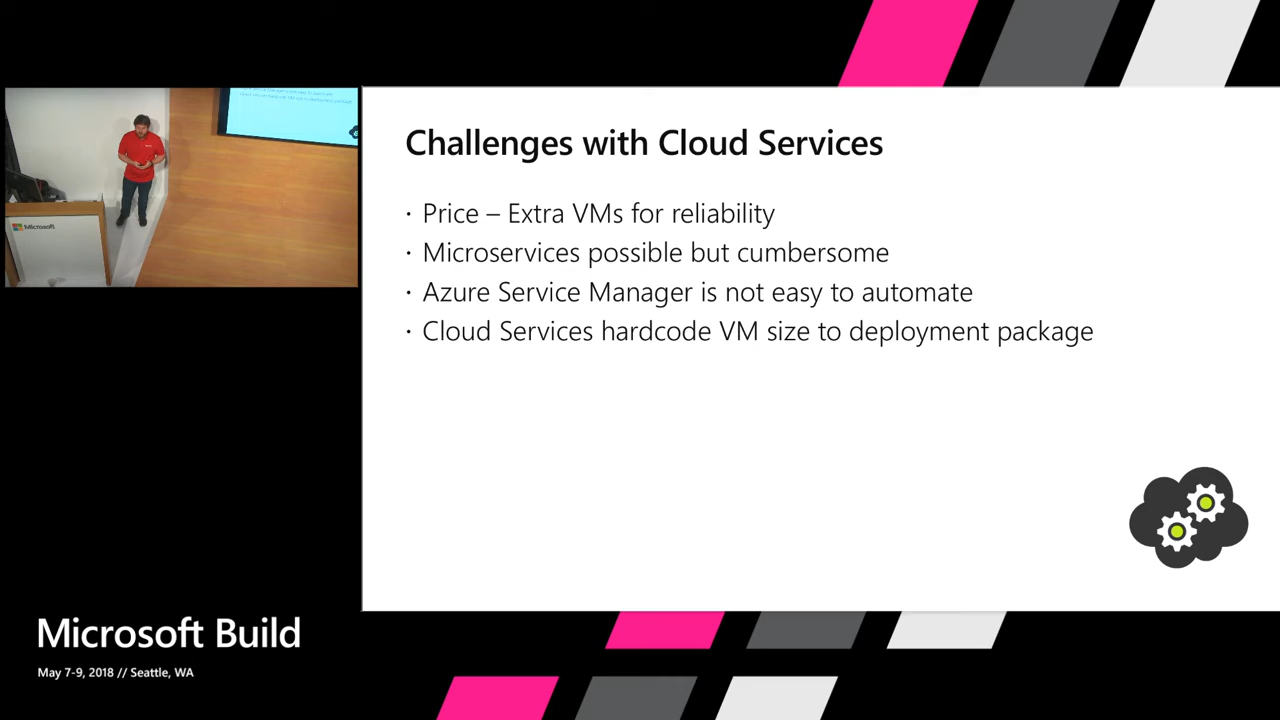 Challenges with Cloud Services
· Price – Extra VMs for reliability
· Microservices possible but cumbersome
· Azure Service Manager is not easy to automate
· Cloud Services hardcode VM size to deployment package
Microsoft
Microsoft Build
May 7-9, 2018 // Seattle, WA